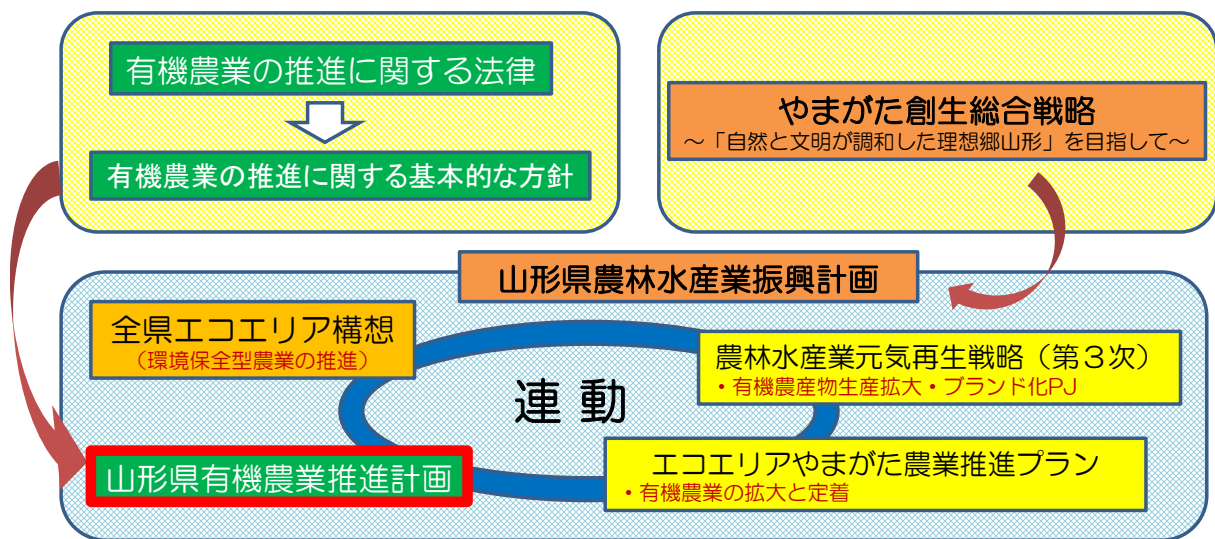 有機農業の推進に関する法律
有機農業の推進に関する基本的な方針
やまがた創生総合戦略
~「自然と文明が調和した理想郷山形」を目指して~
山形県農林水産業振興計画
全県エコエリア構想
(環境保全型農業の推進)
農林水産業元気再生戦略(第3次)
・有機農産物生産拡大・ブランド化PJ
連 動
山形県有機農業推進計画
エコエリアやまがた農業推進プラン
・有機農業の拡大と定着